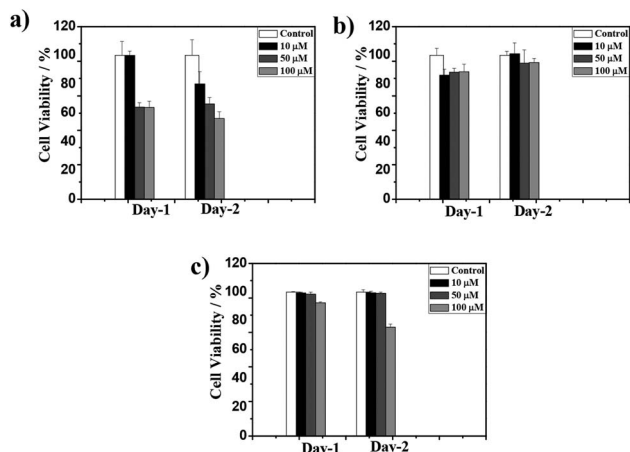 a)
Cell Viability / %
120
100
80
60
40
20
0
Day-1
Day-2
Control
10 µM
50 µM
100 µM
b)
Cell Viability / %
120
100
80
60
40
20
0
Day-1
Day-2
Control
10 µM
50 µM
100 µM
c)
Cell Viability / %
120
100
80
60
40
20
0
Day-1
Day-2
Control
10 µM
50 µM
100 µM